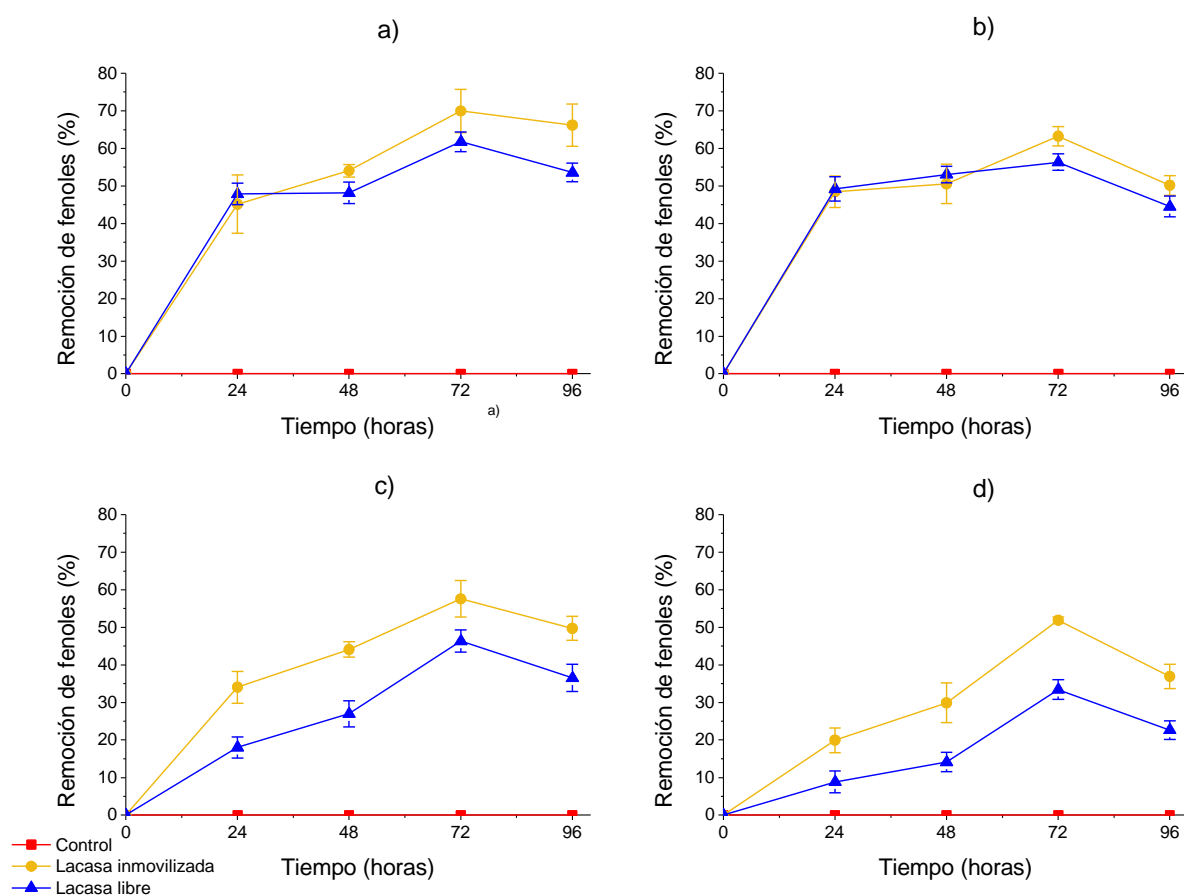 a)
80
70
60
50
40
30
20
10
0
Remoción de fenoles (%)
0 24 48 72 96
Tiempo (horas)
a)
b)
80
70
60
50
40
30
20
10
0
Remoción de fenoles (%)
0 24 48 72 96
Tiempo (horas)
c)
80
70
60
50
40
30
20
10
0
Remoción de fenoles (%)
0 24 48 72 96
Tiempo (horas)
d)
80
70
60
50
40
30
20
10
0
Remoción de fenoles (%)
0 24 48 72 96
Tiempo (horas)
Control
Lacasa inmovilizada
Lacasa libre